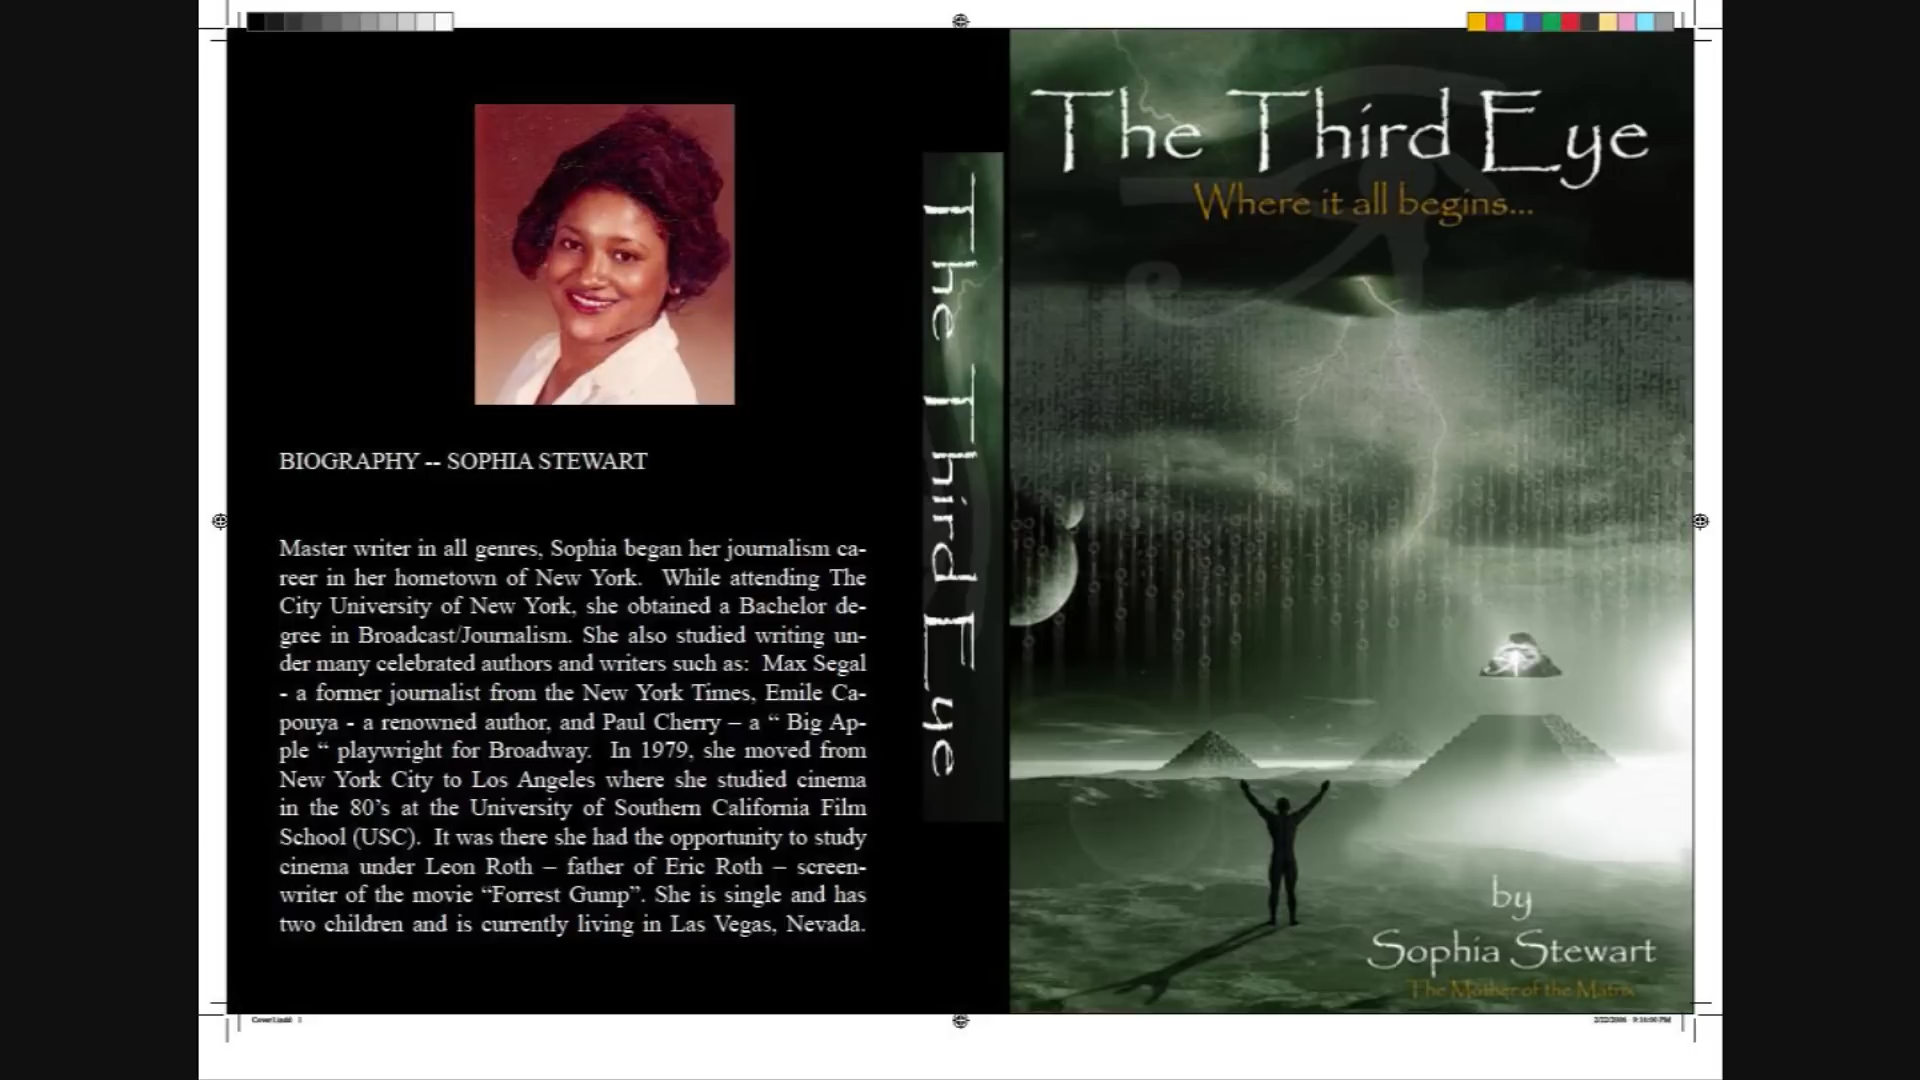 BIOGRAPHY -- SOPHIA STEWART
Master writer in all genres, Sophia began her journalism ca-
reer in her hometown of New York. While attending The
City University of New York, she obtained a Bachelor de-
gree in Broadcast/Journalism. She also studied writing un-
der many celebrated authors and writers such as: Max Segal
- a former journalist from the New York Times, Emile Ca-
pouya - a renowned author, and Paul Cherry – a “ Big Ap-
ple “ playwright for Broadway. In 1979, she moved from
New York City to Los Angeles where she studied cinema
in the 80’s at the University of Southern California Film
School (USC). It was there she had the opportunity to study
cinema under Leon Roth – father of Eric Roth – screen-
writer of the movie “Forrest Gump”. She is single and has
two children and is currently living in Las Vegas, Nevada.
The Third Eye
The Third Eye
Where it all begins...
by
Sophia Stewart
The Mother of the Matrix